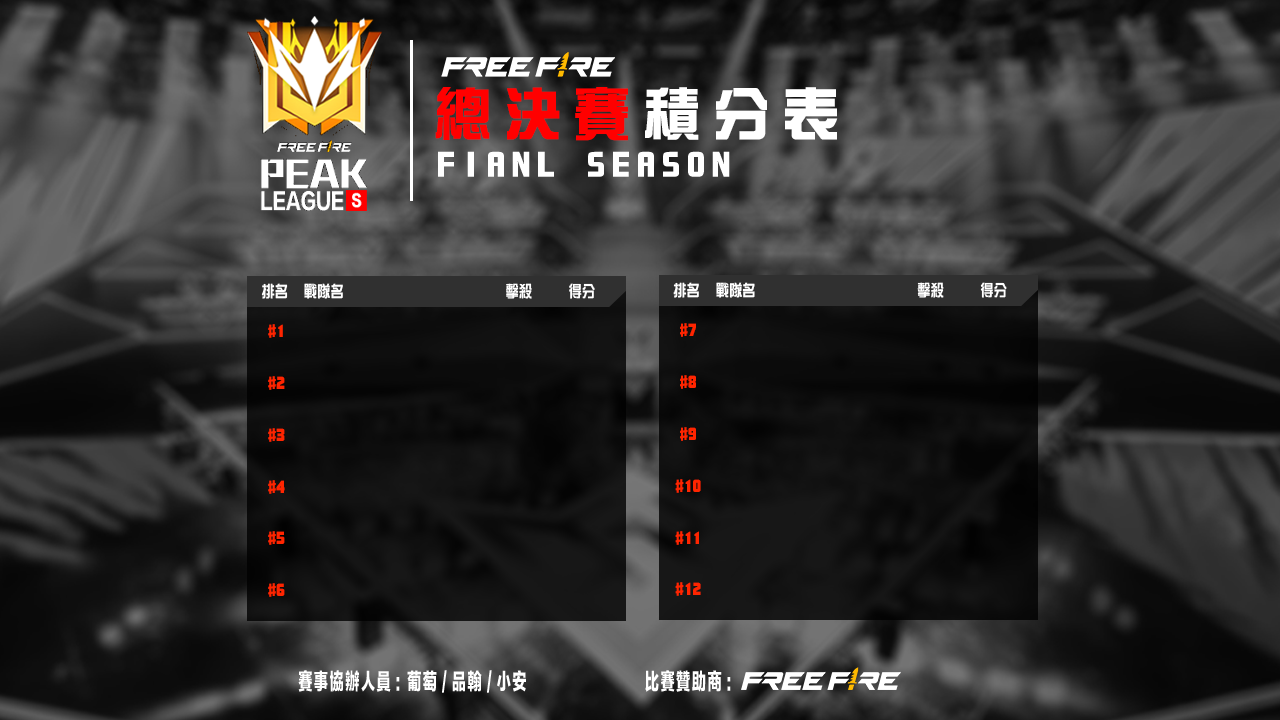 FREE FIRE
PEAK
LEAGUE S
FREE FIRE
總決賽積分表
FIANL SEASON
排名 戰隊名 擊殺 得分
#1
#2
#3
#4
#5
#6
排名 戰隊名 擊殺 得分
#7
#8
#9
#10
#11
#12
賽事協辦人員 : 葡萄 / 品翰 / 小安
比賽贊助商 : FREE FIRE